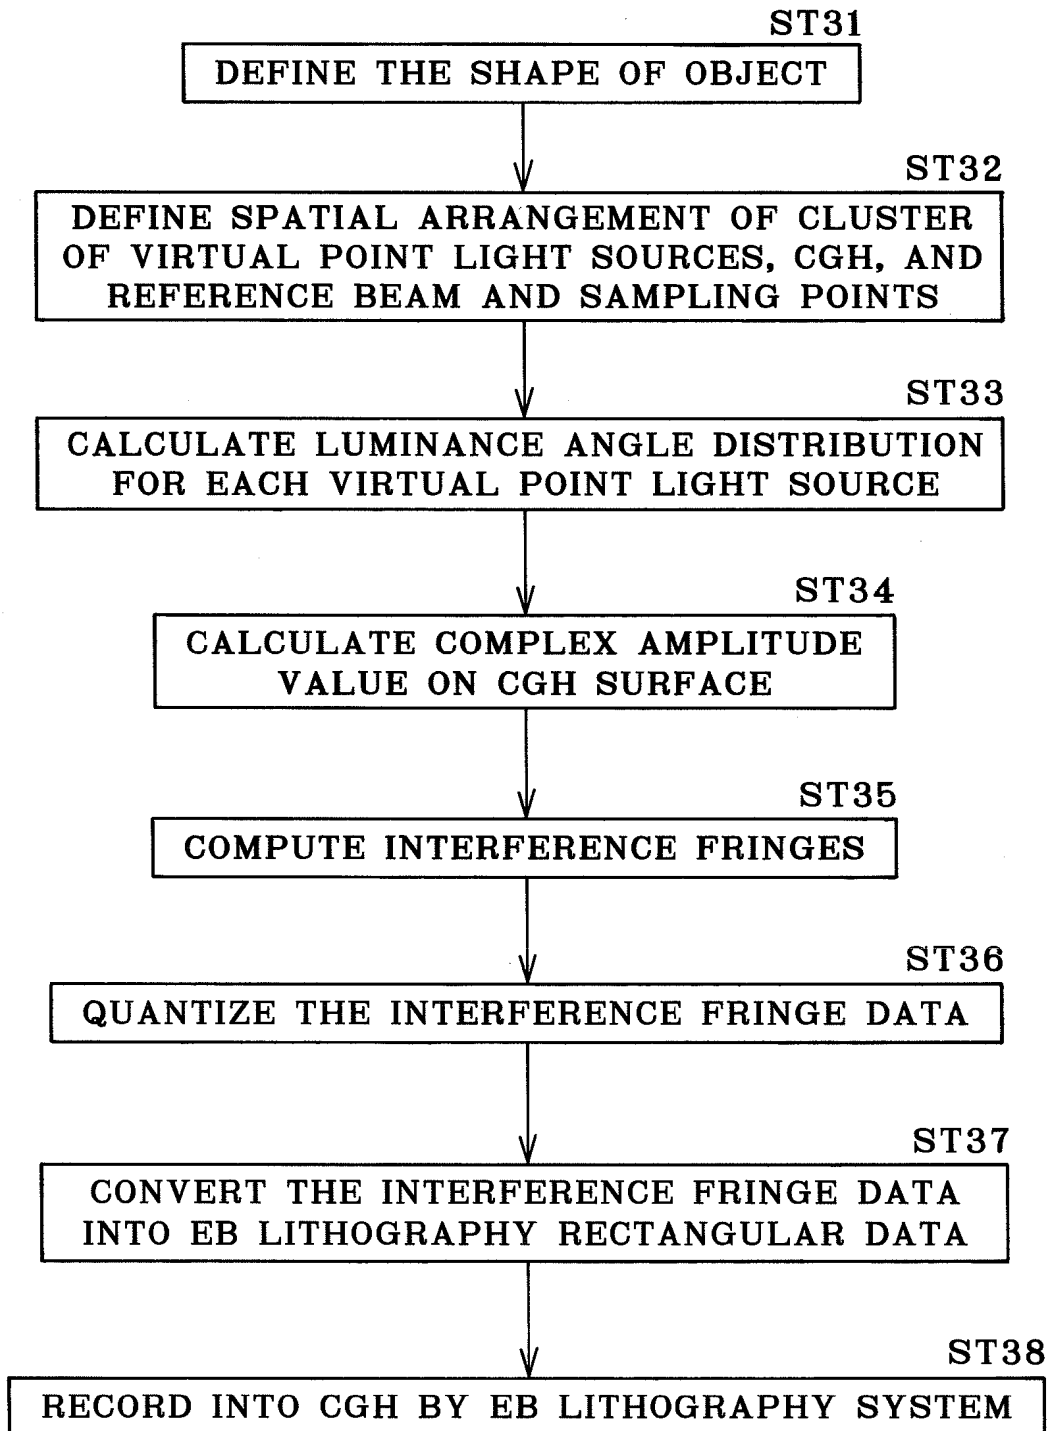 ST31
DEFINE THE SHAPE OF OBJECT
ST32
DEFINE SPATIAL ARRANGEMENT OF CLUSTER
OF VIRTUAL POINT LIGHT SOURCES, CGH, AND
REFERENCE BEAM AND SAMPLING POINTS
ST33
CALCULATE LUMINANCE ANGLE DISTRIBUTION
FOR EACH VIRTUAL POINT LIGHT SOURCE
ST34
CALCULATE COMPLEX AMPLITUDE
VALUE ON CGH SURFACE
ST35
COMPUTE INTERFERENCE FRINGES
ST36
QUANTIZE THE INTERFERENCE FRINGE DATA
ST37
CONVERT THE INTERFERENCE FRINGE DATA
INTO EB LITHOGRAPHY RECTANGULAR DATA
ST38
RECORD INTO CGH BY EB LITHOGRAPHY SYSTEM